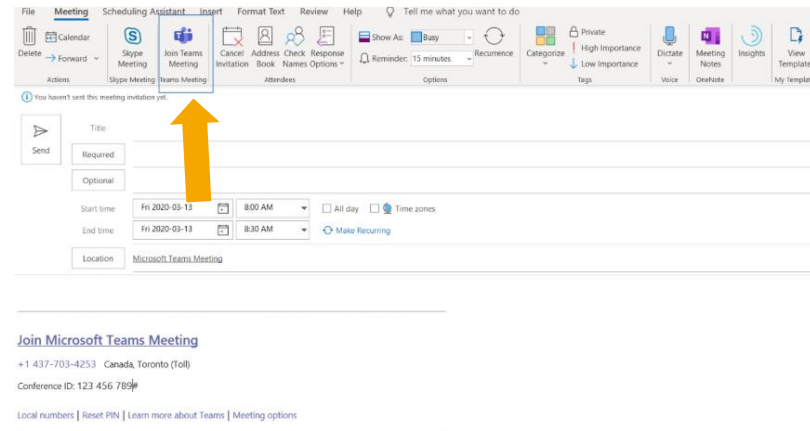 File Meeting Scheduling Assistant Insert Format Text Review Help Tell me what you want to do
Delete
Calendar
Forward
Skype Meeting
Join Teams Meeting
Cancel Invitation
Address Book
Check Names
Response Options
Show As: Busy
Reminder: 15 minutes
Recurrence
Categorize
Private
High Importance
Low Importance
Dictate
Meeting Notes
Insights
View Template
Actions Skype Meeting Teams Meeting Attendees Options Tags Voice OneNote My Templat
You haven't sent this meeting invitation yet.
Send
Title
Required
Optional
Start time Fri 2020-03-13 8:00 AM All day Time zones
End time Fri 2020-03-13 8:30 AM Make Recurring
Location Microsoft Teams Meeting
Join Microsoft Teams Meeting
+1 437-703-4253 Canada, Toronto (Toll)
Conference ID: 123 456 789#
Local numbers | Reset PIN | Learn more about Teams | Meeting options